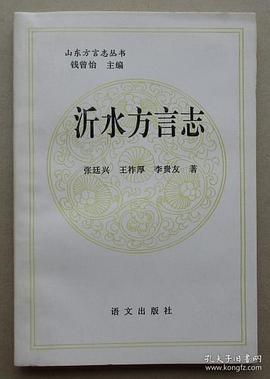 山东方言志丛书
钱曾怡 主编
沂水方言志
张廷兴 王祚厚 李贵友 著
语文出版社
孔夫子旧书网
www.kongfz.com